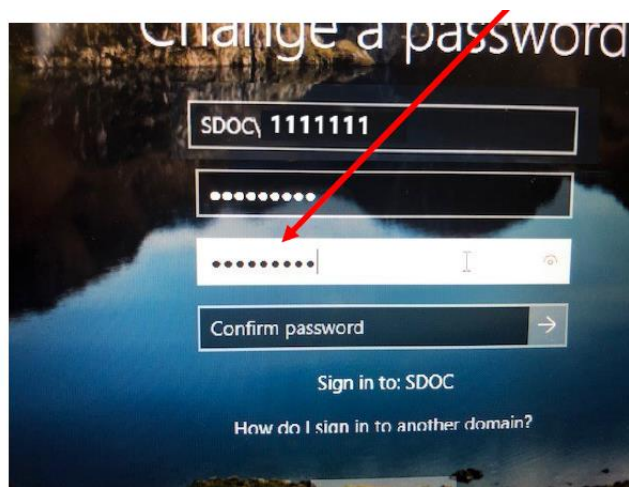 Change a password
SDOC\ 1111111
•••••••••
•••••••••
Confirm password
Sign in to: SDOC
How do I sign in to another domain?